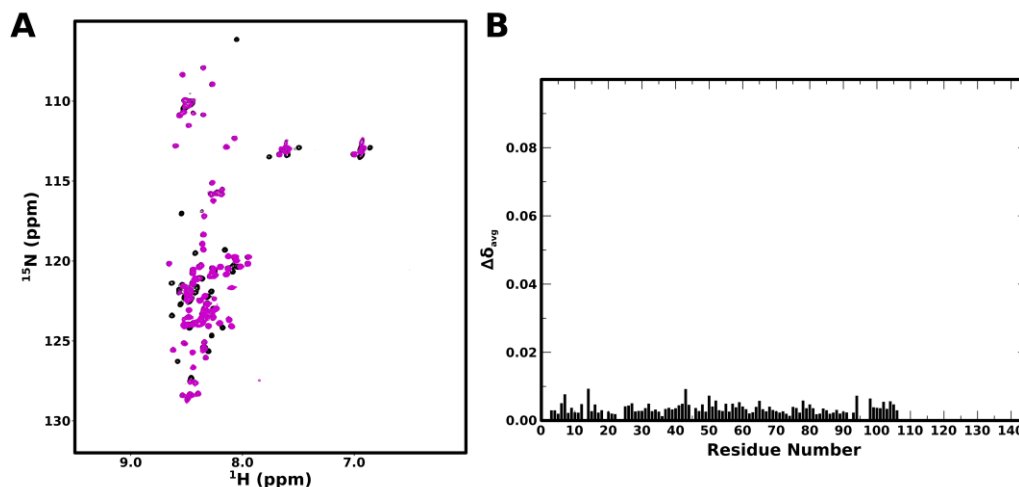 A
B
110
115
120
125
130
¹⁵N (ppm)
9.0 8.0 7.0
¹H (ppm)
0.08
0.06
0.04
0.02
0.00
Δδavg
0 10 20 30 40 50 60 70 80 90 100 110 120 130 140
Residue Number